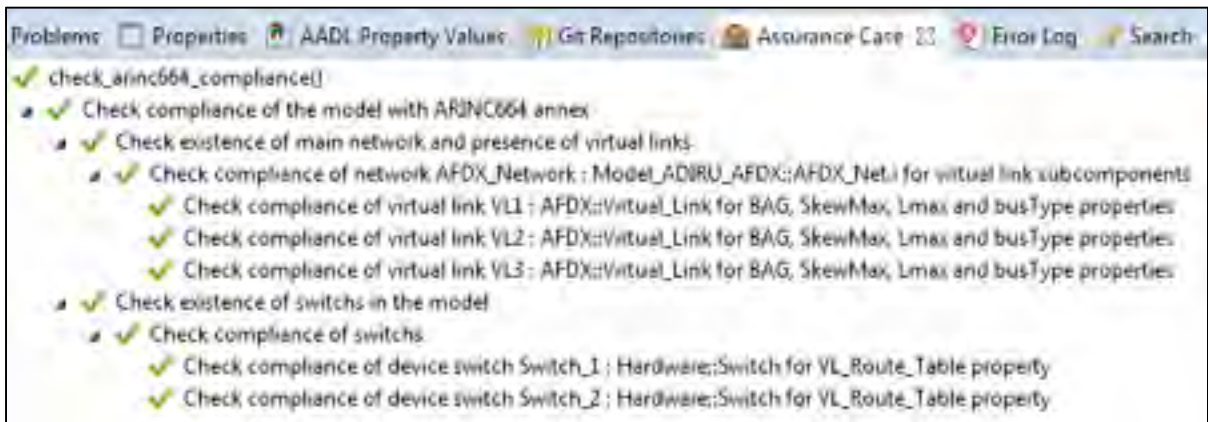 Problems Properties AADL Property Values Git Repositories Assurance Case Error Log Search
check_arinc664_compliance()
Check compliance of the model with ARINC664 annex
Check existence of main network and presence of virtual links
Check compliance of network AFDX_Network : Model_ADIRU_AFDX::AFDX_Net.i for virtual link subcomponents
Check compliance of virtual link VL1 : AFDX::Virtual_Link for BAG, SkewMax, Lmax and busType properties
Check compliance of virtual link VL2 : AFDX::Virtual_Link for BAG, SkewMax, Lmax and busType properties
Check compliance of virtual link VL3 : AFDX::Virtual_Link for BAG, SkewMax, Lmax and busType properties
Check existence of switchs in the model
Check compliance of switchs
Check compliance of device switch Switch_1 : Hardware::Switch for VL_Route_Table property
Check compliance of device switch Switch_2 : Hardware::Switch for VL_Route_Table property